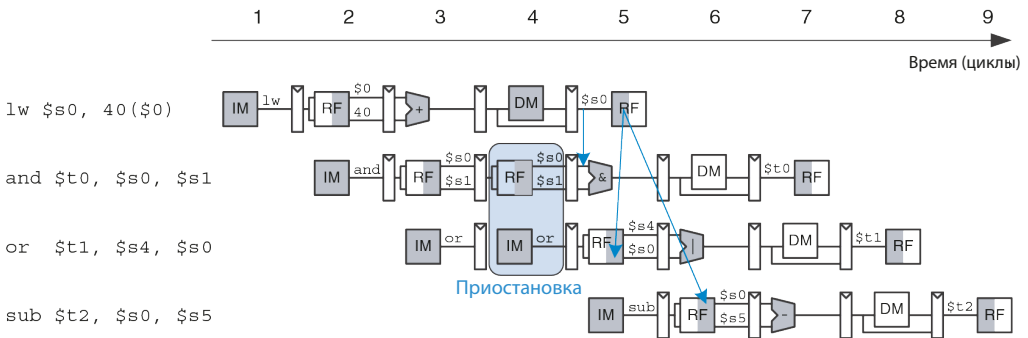 1 2 3 4 5 6 7 8 9
Время (циклы)
lw $s0, 40($0) IM lw RF $0 40 + DM $s0 RF
and $t0, $s0, $s1 IM and RF $s0 $s1 RF $s0 $s1 & DM $t0 RF
or $t1, $s4, $s0 IM or IM or RF $s4 $s0 | DM $t1 RF
Приостановка
sub $t2, $s0, $s5 IM sub RF $s0 $s5 - DM $t2 RF